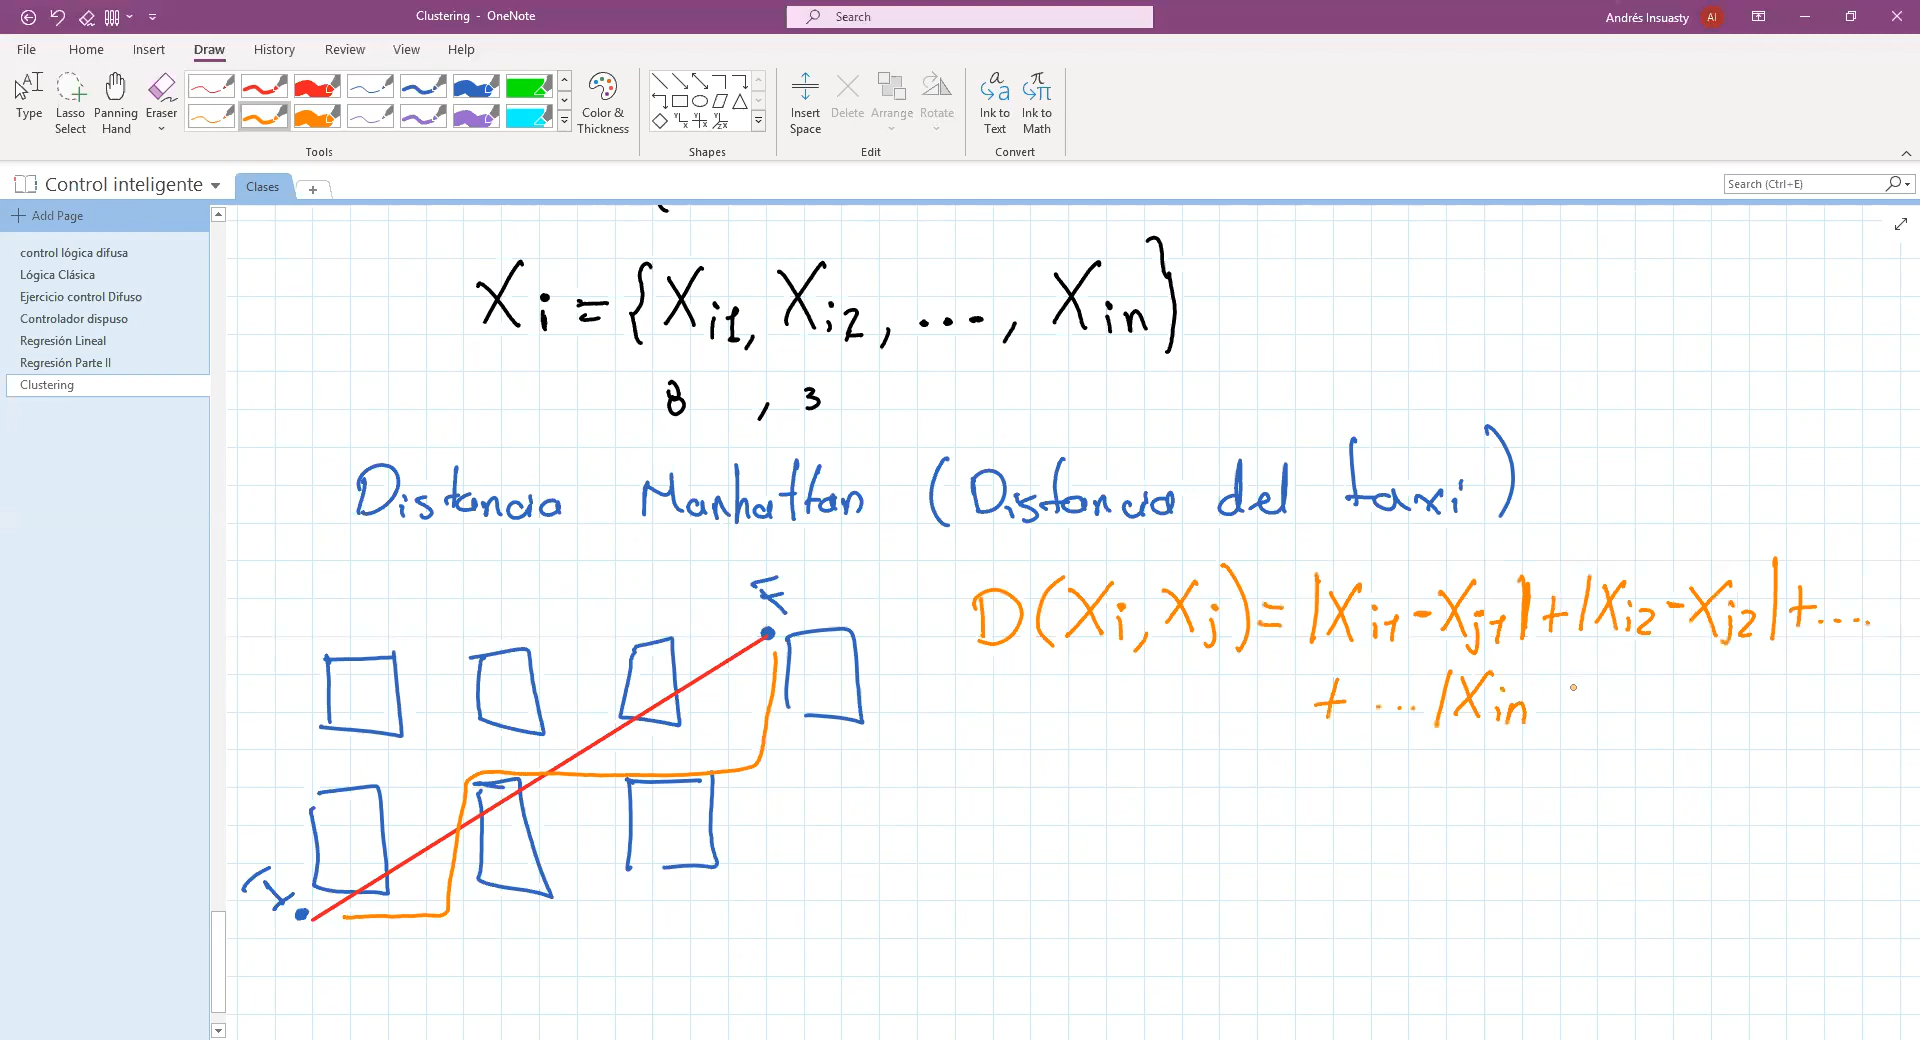 Clustering - OneNote
Search
Andrés Insuasty
AI
File Home Insert Draw History Review View Help
Type
Lasso Select
Panning Hand
Eraser
Color & Thickness
Insert Space
Delete
Arrange
Rotate
Ink to Text
Ink to Math
Tools
Shapes
Edit
Convert
Control inteligente
Clases
Search (Ctrl+E)
Add Page
control lógica difusa
Lógica Clásica
Ejercicio control Difuso
Controlador dispuso
Regresión Lineal
Regresión Parte II
Clustering
Xi = {Xi1, Xi2, ..., Xin}
8 , 3
Distancia Manhattan (Distancia del taxi)
D(Xi, Xj) = |Xi1 - Xj1| + |Xi2 - Xj2| + ....
+ ... |Xin